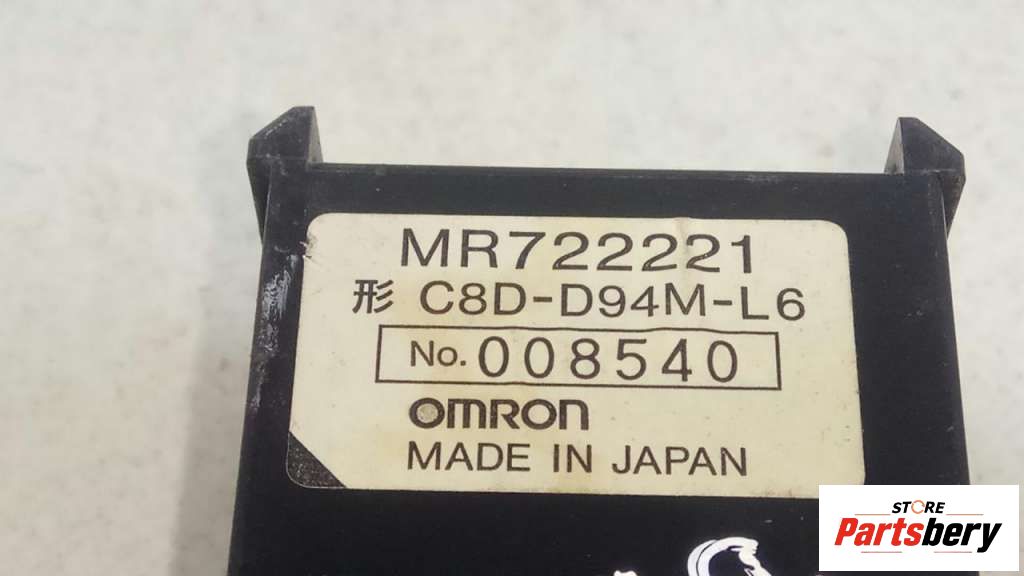 MR722221
形 C8D-D94M-L6
No. 008540
OMRON
MADE IN JAPAN
STORE
Partsbery